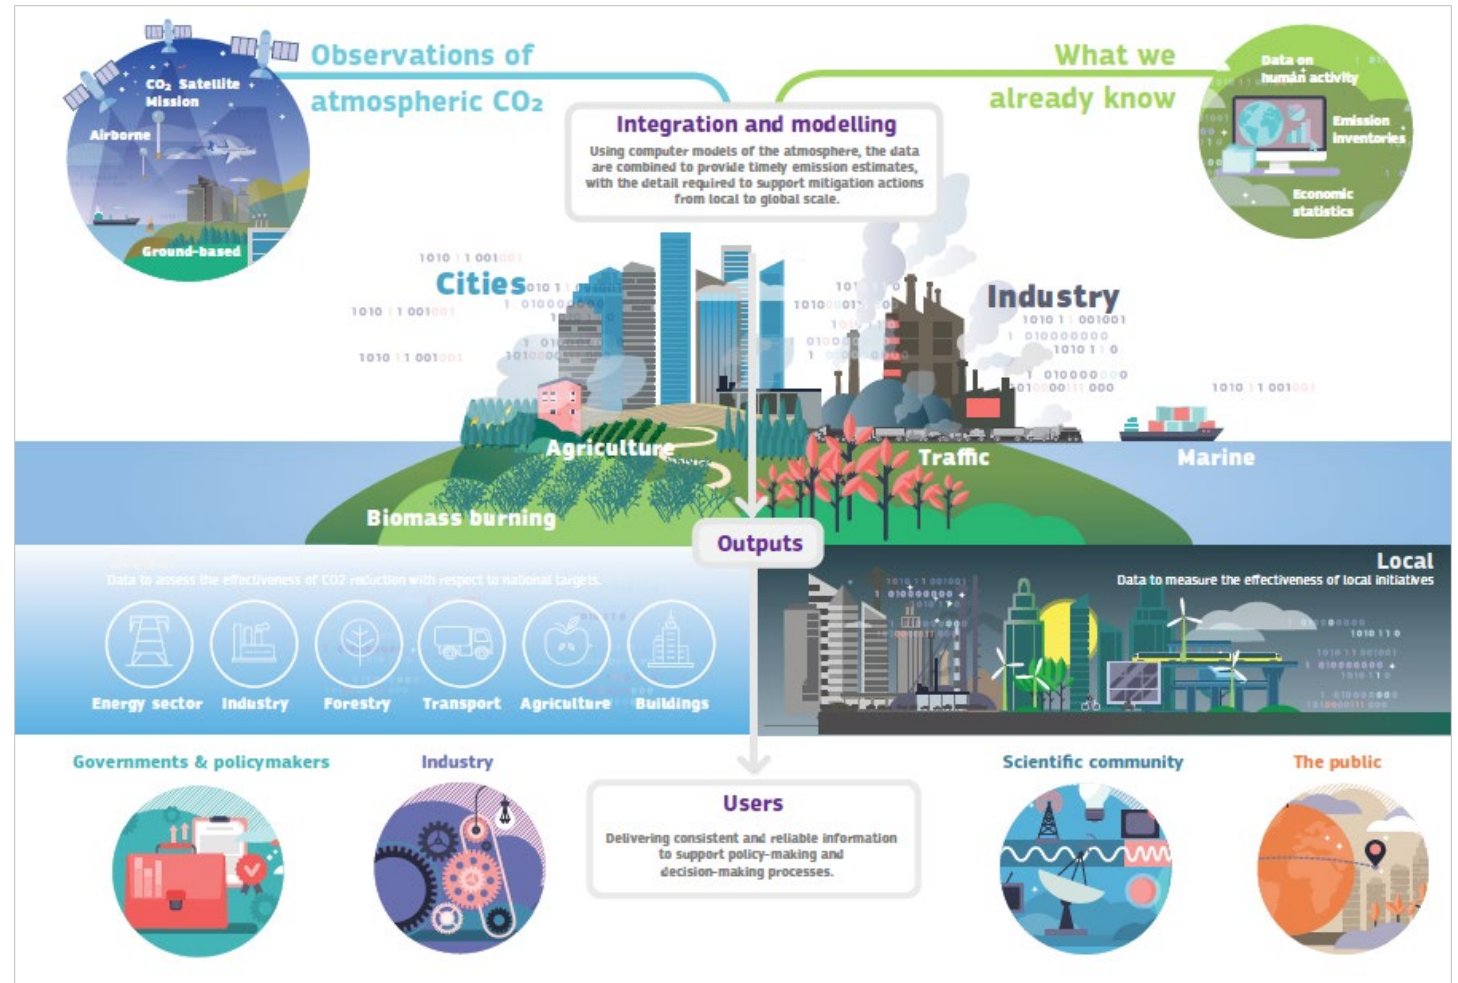 Observations of
atmospheric CO₂
What we
already know
CO₂ Satellite
Mission
Airborne
Ground-based
Data on
human activity
Emission
inventories
Economic
statistics
Integration and modelling
Using computer models of the atmosphere, the data
are combined to provide timely emission estimates,
with the detail required to support mitigation actions
from local to global scale.
Cities
Industry
Agriculture
Traffic
Marine
Biomass burning
Outputs
Data to assess the effectiveness of CO2 reduction with respect to national targets.
Energy sector
Industry
Forestry
Transport
Agriculture
Buildings
Local
Data to measure the effectiveness of local initiatives
Governments & policymakers
Industry
Users
Delivering consistent and reliable information
to support policy-making and
decision-making processes.
Scientific community
The public